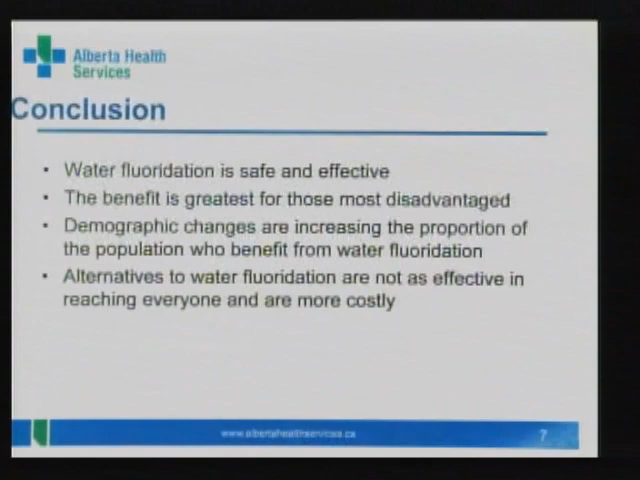 Alberta Health
Services
Conclusion
• Water fluoridation is safe and effective
• The benefit is greatest for those most disadvantaged
• Demographic changes are increasing the proportion of
the population who benefit from water fluoridation
• Alternatives to water fluoridation are not as effective in
reaching everyone and are more costly
www.albertahealthservices.ca
7